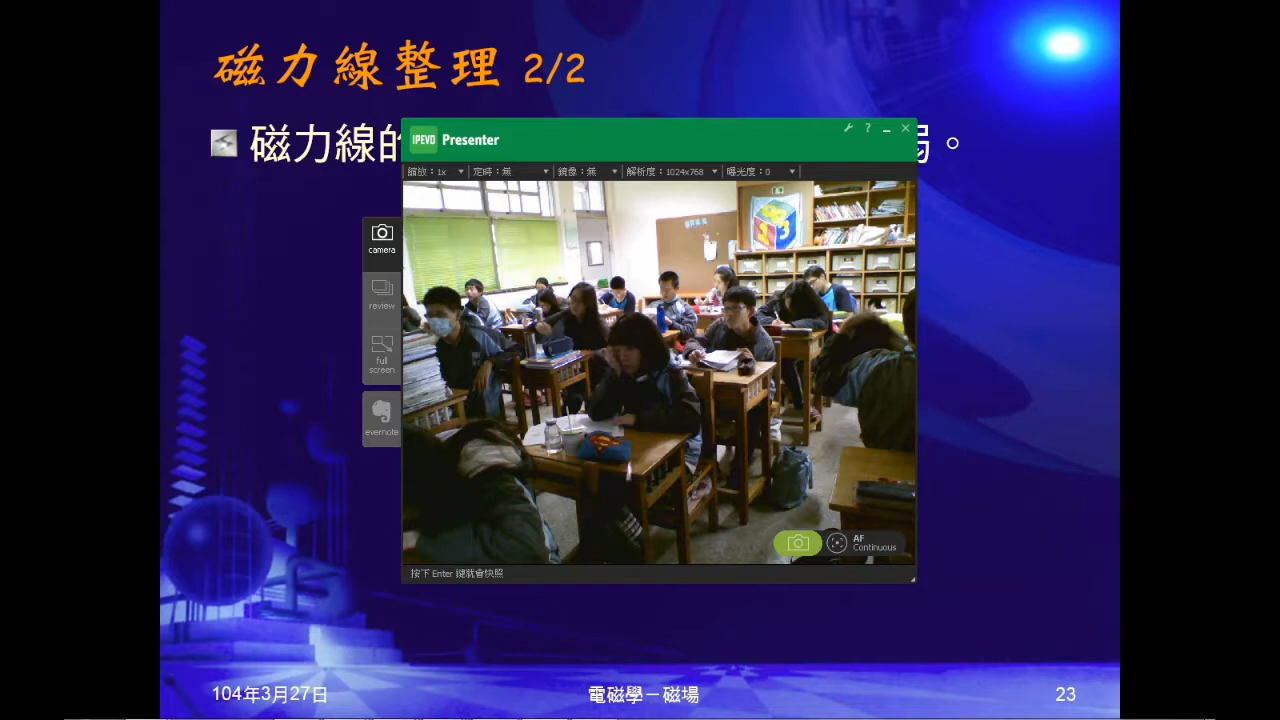 磁力線整理 2/2
磁力線的
。
IPEVO Presenter
?
縮放：1x 定時：無 鏡像：無 解析度：1024x768 曝光度：0
camera
review
full
screen
evernote
AF
Continuous
按下 Enter 鍵就會快照
104年3月27日 電磁學－磁場 23